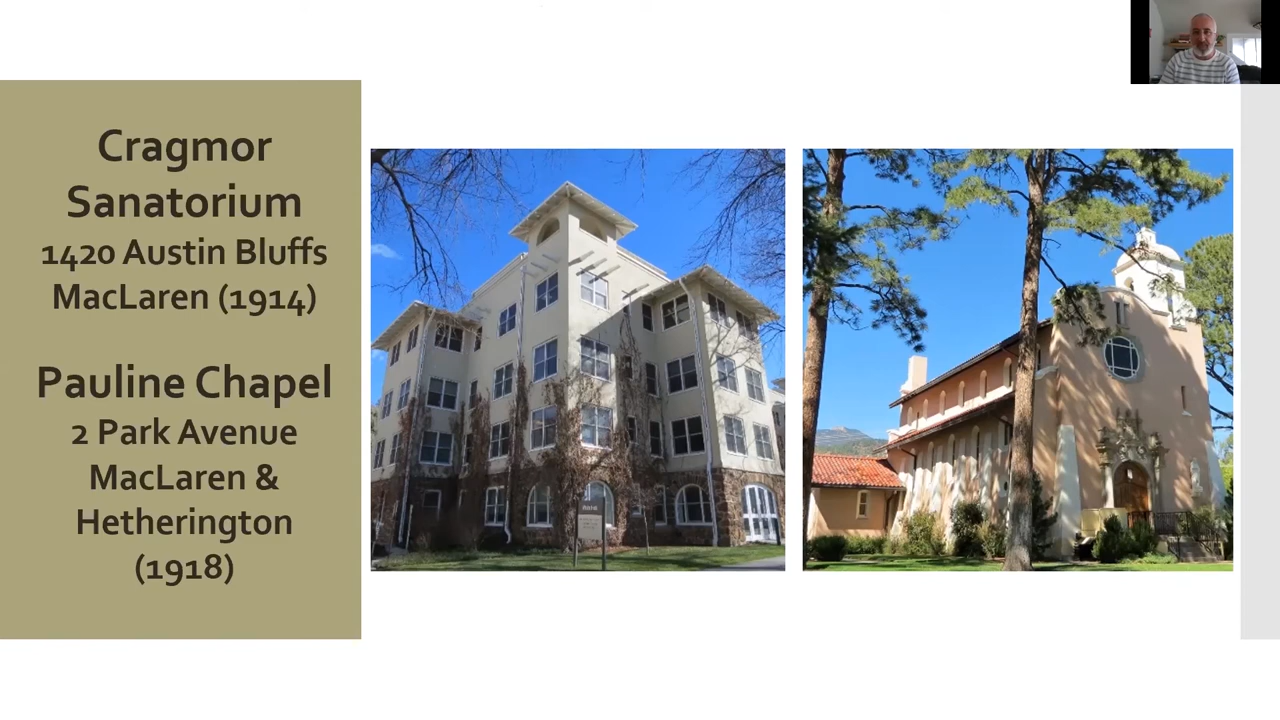 Cragmor
Sanatorium
1420 Austin Bluffs
MacLaren (1914)
Pauline Chapel
2 Park Avenue
MacLaren &
Hetherington
(1918)